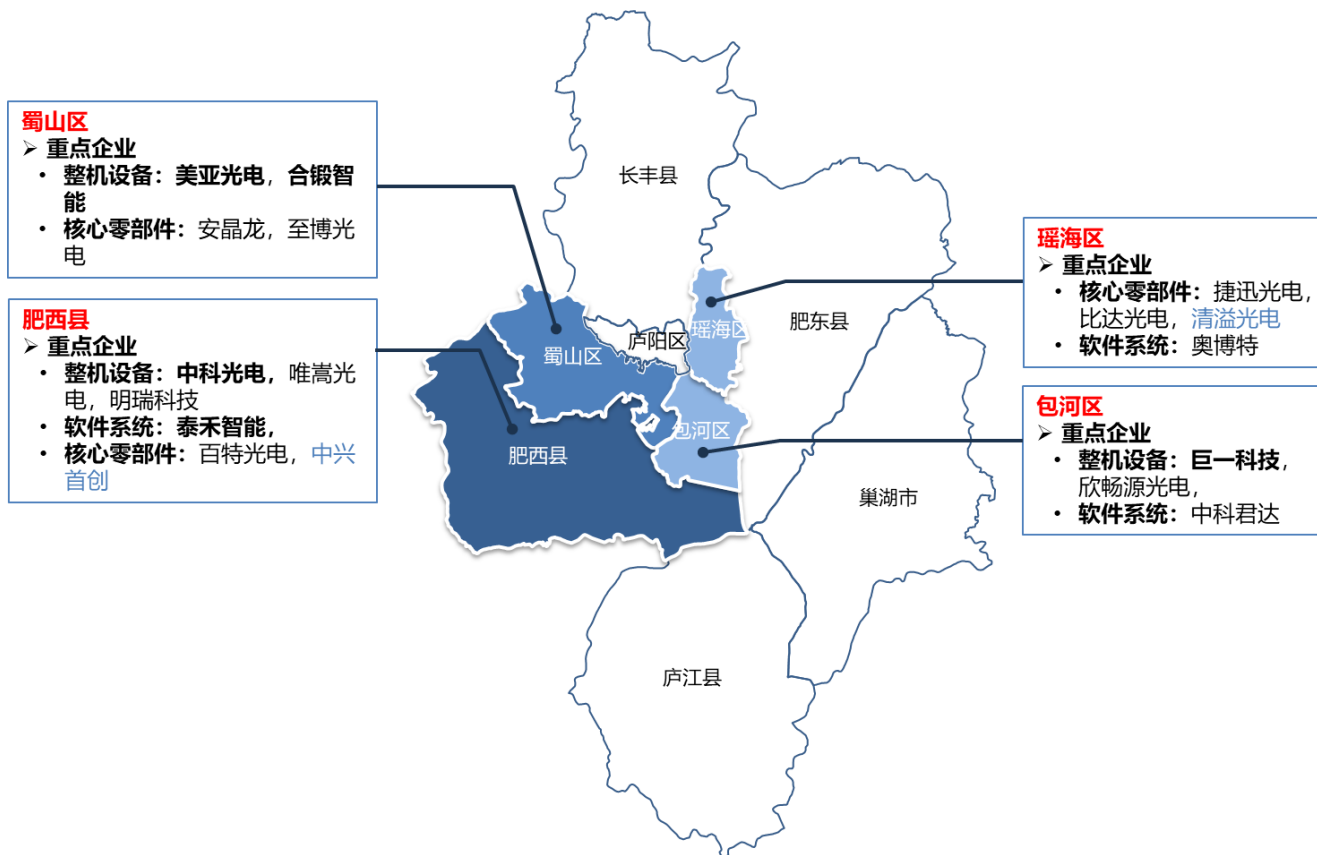 蜀山区
➢ 重点企业
• 整机设备：美亚光电，合锻智
能
• 核心零部件：安晶龙，至博光
电
肥西县
➢ 重点企业
• 整机设备：中科光电，唯嵩光
电，明瑞科技
• 软件系统：泰禾智能，
• 核心零部件：百特光电，中兴
首创
长丰县
瑶海区
➢ 重点企业
• 核心零部件：捷迅光电，
比达光电，清溢光电
• 软件系统：奥博特
包河区
➢ 重点企业
• 整机设备：巨一科技，
欣畅源光电，
• 软件系统：中科君达
肥东县
瑶海区
庐阳区
蜀山区
包河区
肥西县
巢湖市
庐江县